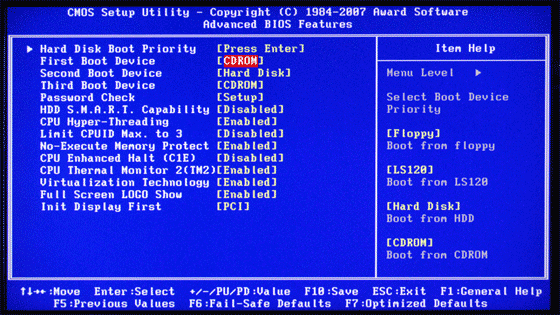 CMOS Setup Utility - Copyright (C) 1984-2007 Award Software
Advanced BIOS Features
Hard Disk Boot Priority [Press Enter]
First Boot Device [CDROM]
Second Boot Device [Hard Disk]
Third Boot Device [CDROM]
Password Check [Setup]
HDD S.M.A.R.T. Capability [Disabled]
CPU Hyper-Threading [Enabled]
Limit CPUID Max. to 3 [Disabled]
No-Execute Memory Protect [Enabled]
CPU Enhanced Halt (C1E) [Disabled]
CPU Thermal Monitor 2(TM2) [Enabled]
Virtualization Technology [Enabled]
Full Screen LOGO Show [Enabled]
Init Display First [PCI]
Item Help
Menu Level ▶
Select Boot Device
Priority
[Floppy]
Boot from floppy
[LS120]
Boot from LS120
[Hard Disk]
Boot from HDD
[CDROM]
Boot from CDROM
↑↓→←:Move Enter:Select +/-/PU/PD:Value F10:Save ESC:Exit F1:General Help
F5:Previous Values F6:Fail-Safe Defaults F7:Optimized Defaults